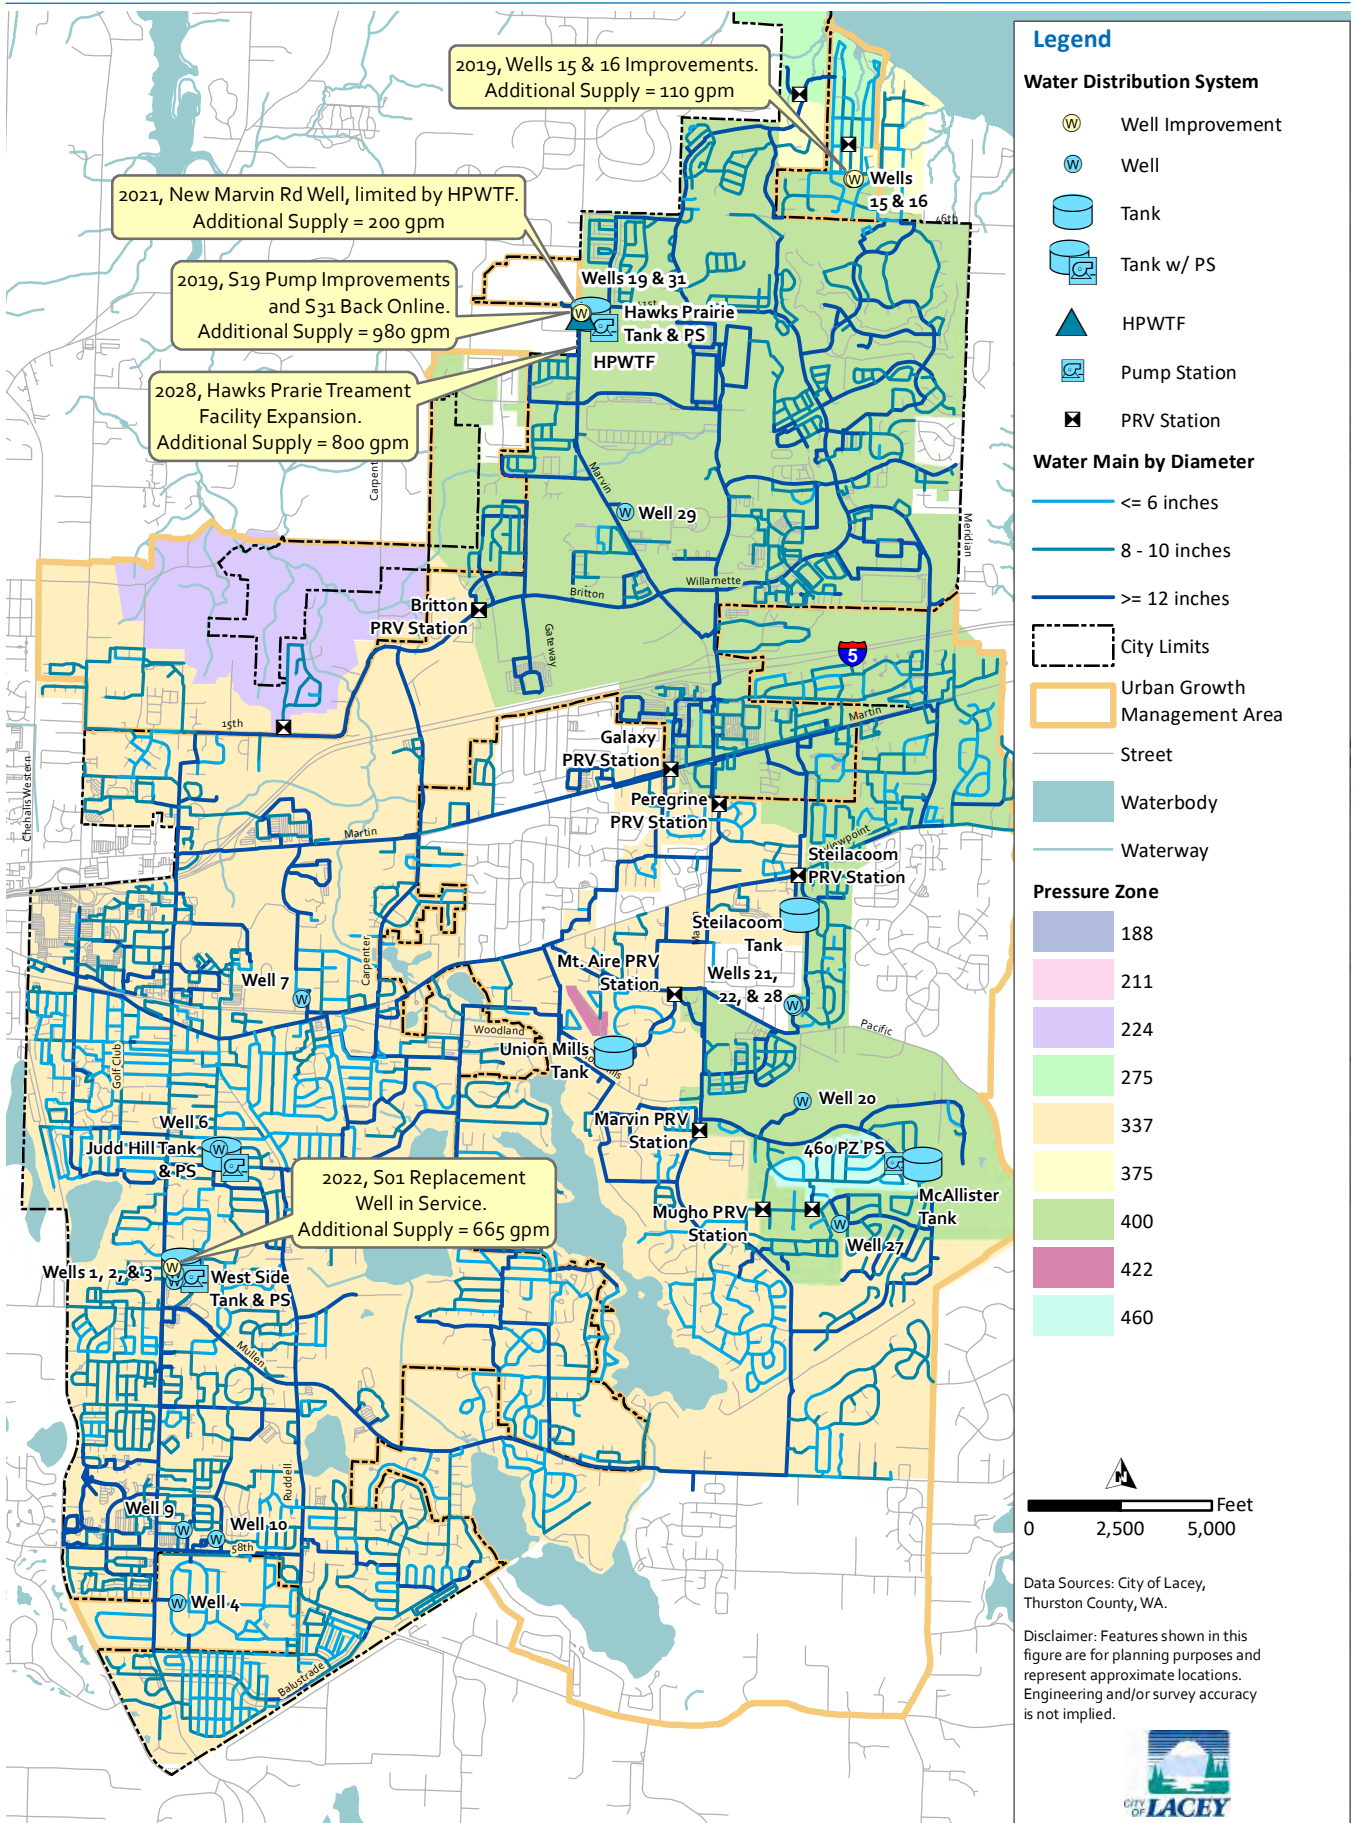 2019, Wells 15 & 16 Improvements.
Additional Supply = 110 gpm
2021, New Marvin Rd Well, limited by HPWTF.
Additional Supply = 200 gpm
2019, S19 Pump Improvements
and S31 Back Online.
Additional Supply = 980 gpm
2028, Hawks Prarie Treament
Facility Expansion.
Additional Supply = 800 gpm
Wells
15 & 16
46th
Wells 19 & 31
31st
Hawks Prairie
Tank & PS
HPWTF
Carpent
Marvin
Well 29
Meridian
Willamette
Britton
Britton
PRV Station
Gateway
5
15th
Martin
Galaxy
PRV Station
Peregrine
PRV Station
Chehalis Western
Martin
Viewpoint
Steilacoom
PRV Station
Steilacoom
Tank
Carpenter
Mt. Aire PRV
Station
Wells 21,
22, & 28
Well 7
Woodland
Pacific
Union Mills
Tank
Golf Club
Well 20
Well 6
Judd Hill Tank
& PS
Marvin PRV
Station
460 PZ PS
McAllister
Tank
2022, S01 Replacement
Well in Service.
Additional Supply = 665 gpm
Mugho PRV
Station
Well 27
Wells 1, 2, & 3
West Side
Tank & PS
Mullen
Ruddell
Well 9
Well 10
58th
Well 4
Balustrade
Legend
Water Distribution System
W Well Improvement
W Well
Tank
Tank w/ PS
HPWTF
Pump Station
PRV Station
Water Main by Diameter
<= 6 inches
8 - 10 inches
>= 12 inches
City Limits
Urban Growth
Management Area
Street
Waterbody
Waterway
Pressure Zone
188
211
224
275
337
375
400
422
460
N
Feet
0 2,500 5,000
Data Sources: City of Lacey,
Thurston County, WA.
Disclaimer: Features shown in this
figure are for planning purposes and
represent approximate locations.
Engineering and/or survey accuracy
is not implied.
CITY OF LACEY